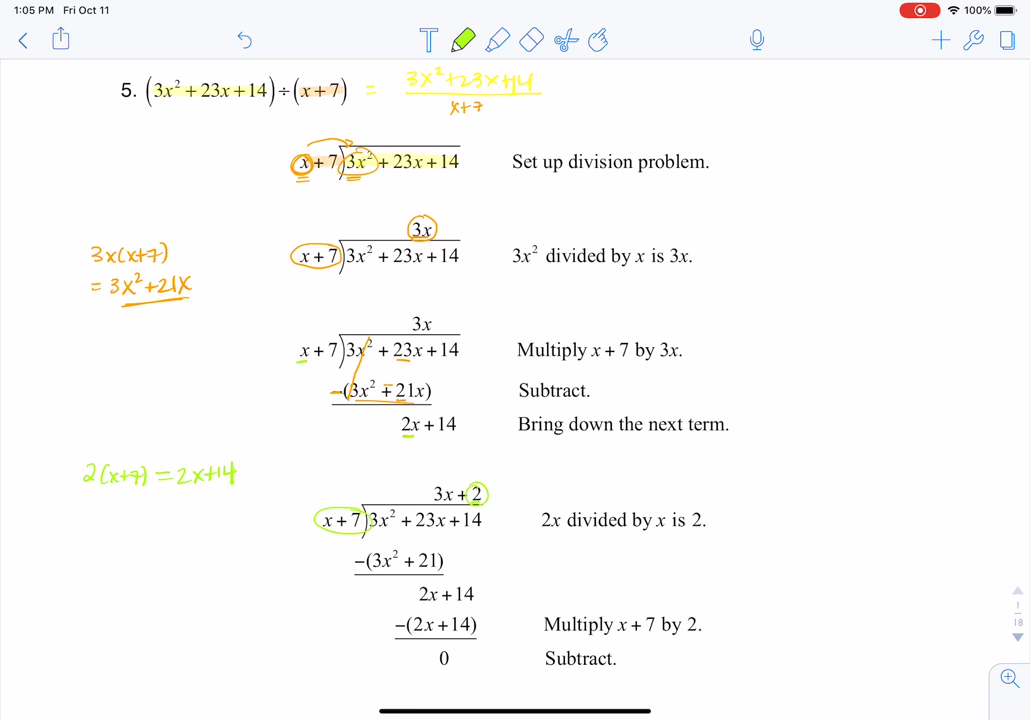 1:05 PM Fri Oct 11
100%
T
5. (3x² + 23x + 14) ÷ (x + 7) = 3x²+23x+14
x+7
x + 7)3x² + 23x + 14 Set up division problem.
3x
3x(x+7) x + 7)3x² + 23x + 14 3x² divided by x is 3x.
= 3x²+21x
3x
x + 7)3x² + 23x + 14 Multiply x + 7 by 3x.
−(3x² + 21x) Subtract.
2x + 14 Bring down the next term.
2(x+7) = 2x+14
3x + 2
x + 7)3x² + 23x + 14 2x divided by x is 2.
−(3x² + 21)
2x + 14
−(2x + 14) Multiply x + 7 by 2.
0 Subtract.
1
18